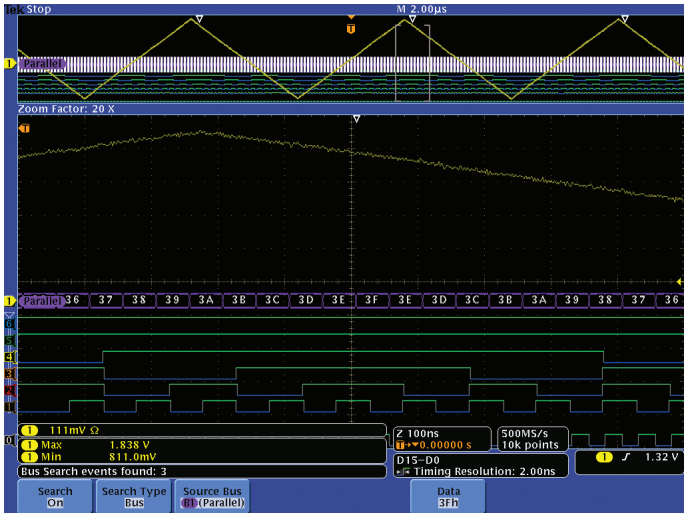 Tek Stop M 2.00µs
T
1 Parallel
Zoom Factor: 20 X
T
1 Parallel 36 37 38 39 3A 3B 3C 3D 3E 3F 3E 3D 3C 3B 3A 39 38 37 36
6
5
4
3
2
1
0
1 111mV Ω
1 Max 1.838 V
1 Min 811.0mV
Bus Search events found: 3
Z 100ns
T→▼0.00000 s
500MS/s
10k points
D15-D0
Timing Resolution: 2.00ns
1 ∫ 1.32 V
Search
On
Search Type
Bus
Source Bus
B1 (Parallel)
Data
3Fh